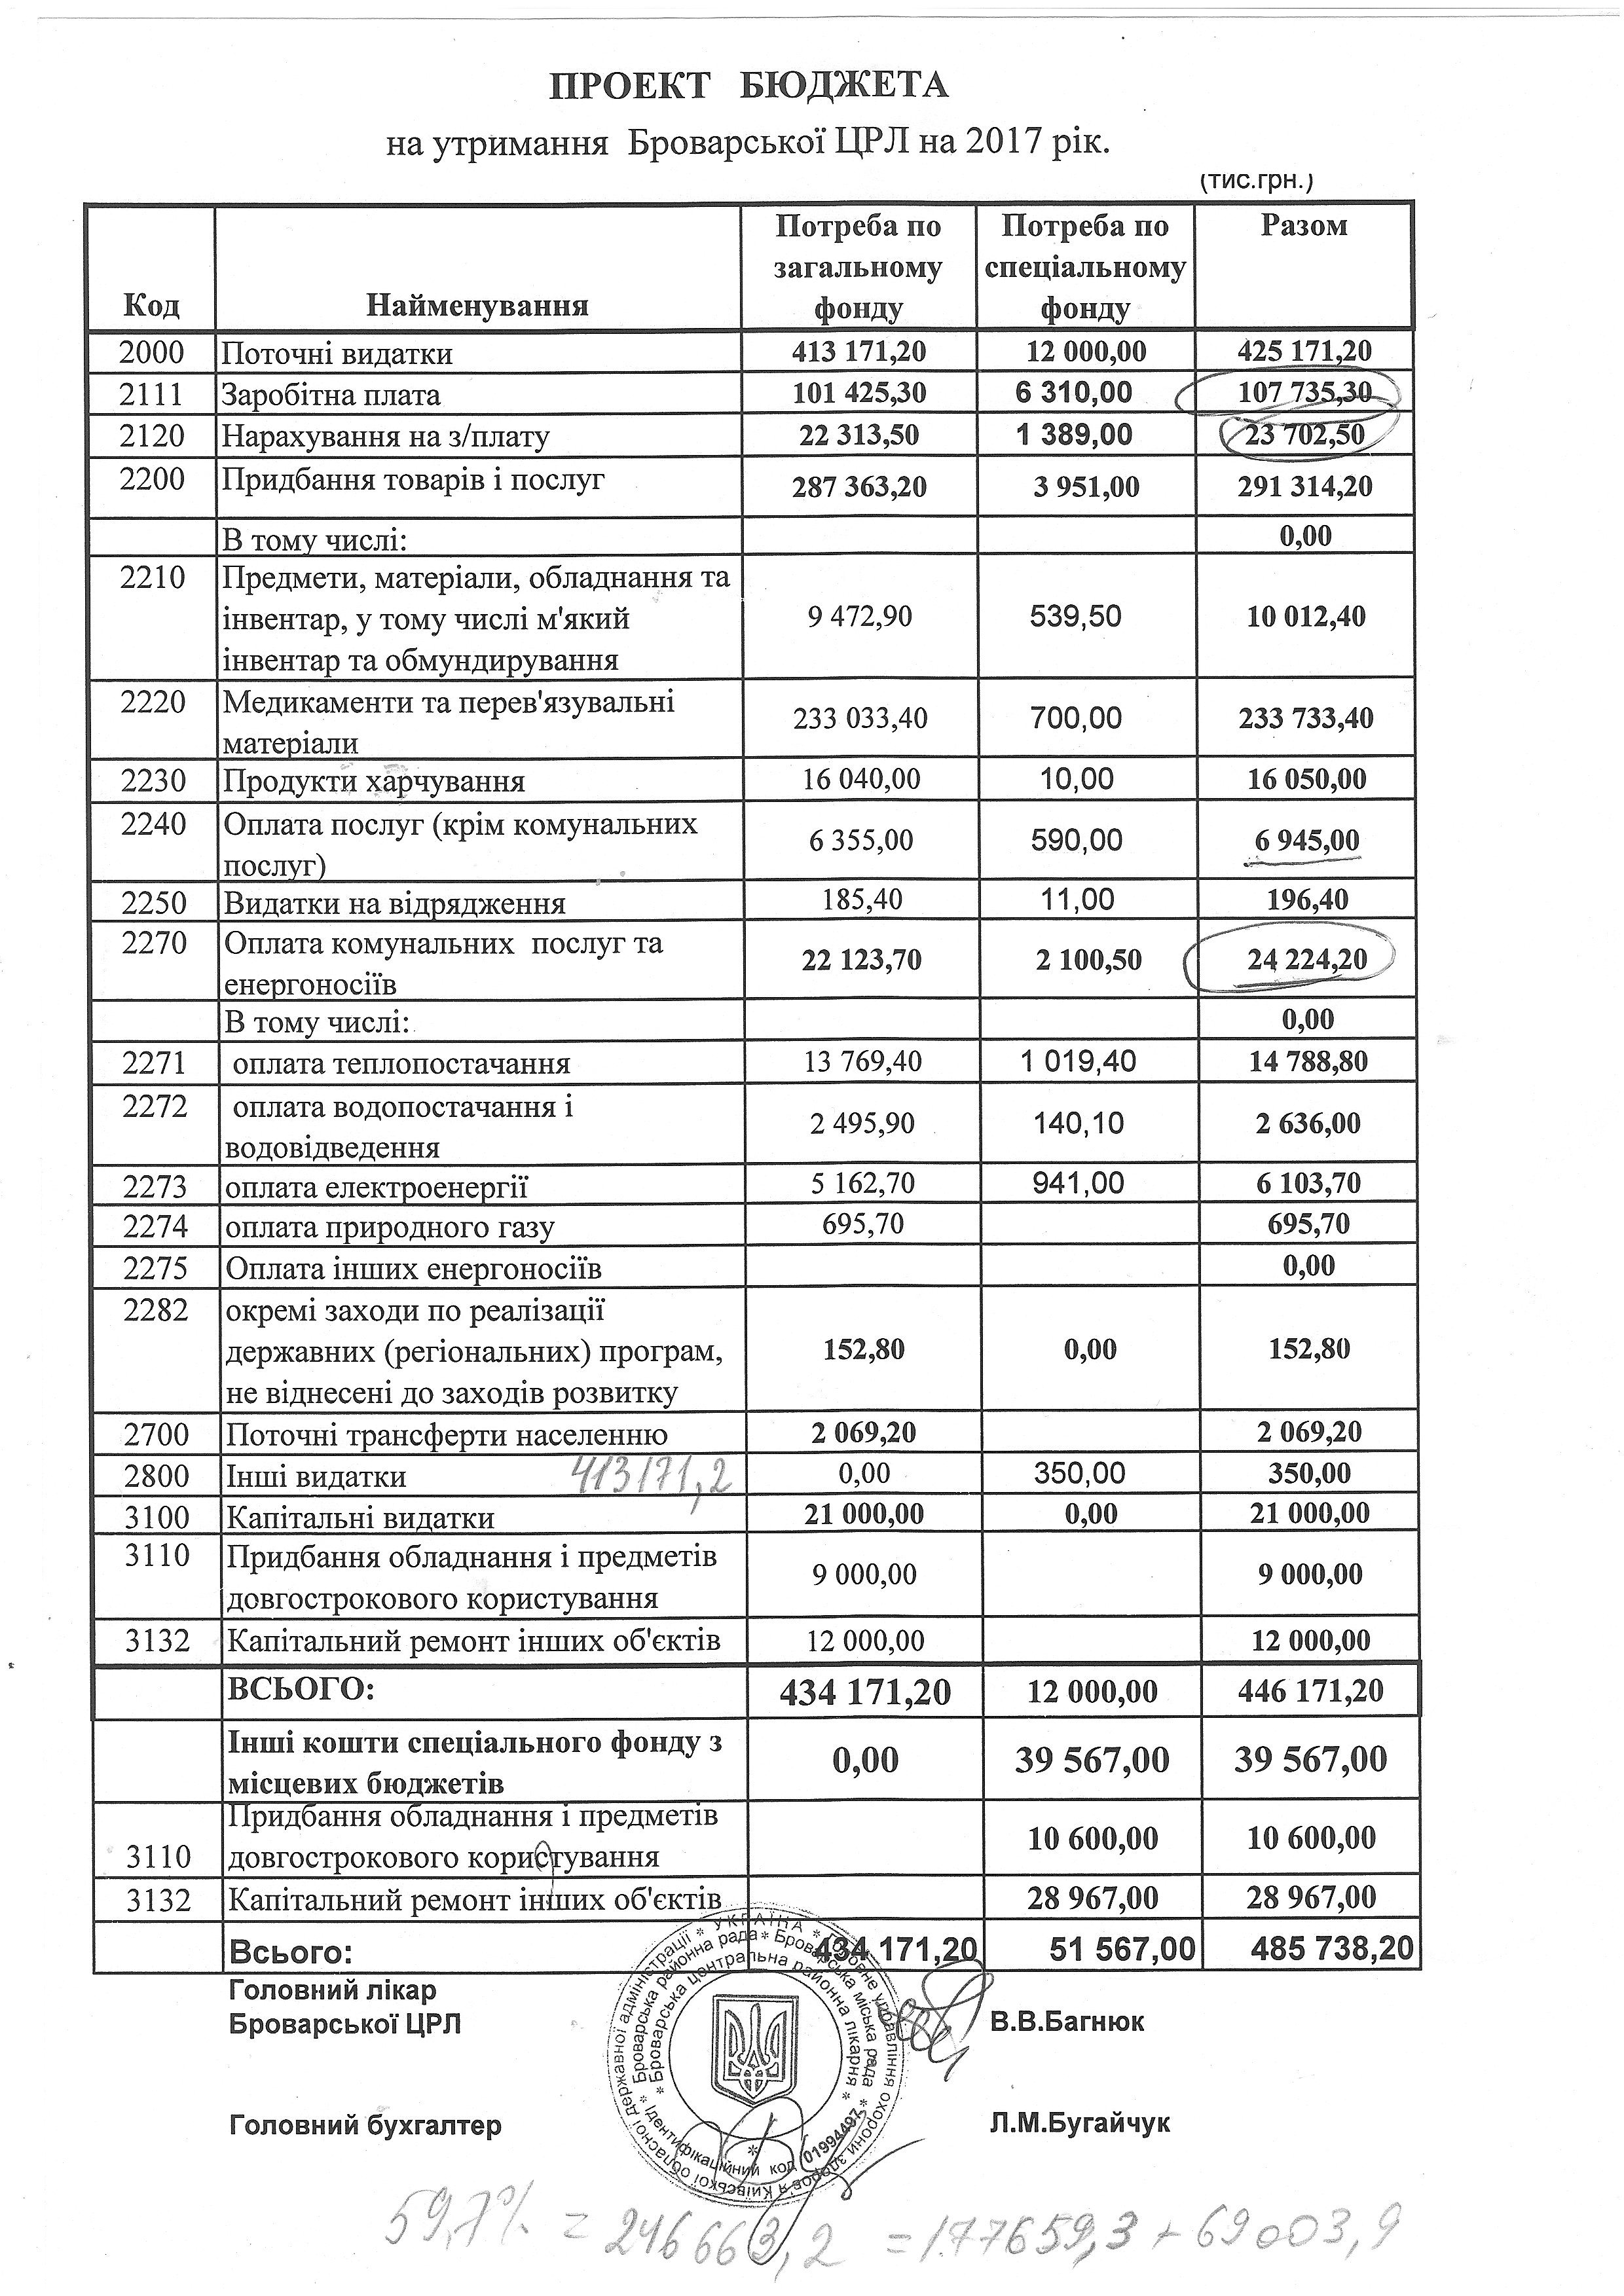 ПРОЕКТ БЮДЖЕТА
на утримання Броварської ЦРЛ на 2017 рік.
(тис.грн.)
Код Найменування Потреба по загальному фонду Потреба по спеціальному фонду Разом
2000 Поточні видатки 413 171,20 12 000,00 425 171,20
2111 Заробітна плата 101 425,30 6 310,00 107 735,30
2120 Нарахування на з/плату 22 313,50 1 389,00 23 702,50
2200 Придбання товарів і послуг 287 363,20 3 951,00 291 314,20
В тому числі: 0,00
2210 Предмети, матеріали, обладнання та
інвентар, у тому числі м'який 9 472,90 539,50 10 012,40
інвентар та обмундирування
2220 Медикаменти та перев'язувальні
матеріали 233 033,40 700,00 233 733,40
2230 Продукти харчування 16 040,00 10,00 16 050,00
2240 Оплата послуг (крім комунальних
послуг) 6 355,00 590,00 6 945,00
2250 Видатки на відрядження 185,40 11,00 196,40
2270 Оплата комунальних послуг та
енергоносіїв 22 123,70 2 100,50 24 224,20
В тому числі: 0,00
2271 оплата теплопостачання 13 769,40 1 019,40 14 788,80
2272 оплата водопостачання і
водовідведення 2 495,90 140,10 2 636,00
2273 оплата електроенергії 5 162,70 941,00 6 103,70
2274 оплата природного газу 695,70 695,70
2275 Оплата інших енергоносіїв 0,00
2282 окремі заходи по реалізації
державних (регіональних) програм, 152,80 0,00 152,80
не віднесені до заходів розвитку
2700 Поточні трансферти населенню 2 069,20 2 069,20
2800 Інші видатки 413171,2 0,00 350,00 350,00
3100 Капітальні видатки 21 000,00 0,00 21 000,00
3110 Придбання обладнання і предметів
довгострокового користування 9 000,00 9 000,00
3132 Капітальний ремонт інших об'єктів 12 000,00 12 000,00
ВСЬОГО: 434 171,20 12 000,00 446 171,20
Інші кошти спеціального фонду з
місцевих бюджетів 0,00 39 567,00 39 567,00
Придбання обладнання і предметів
3110 довгострокового користування 10 600,00 10 600,00
3132 Капітальний ремонт інших об'єктів 28 967,00 28 967,00
Всього: 434 171,20 51 567,00 485 738,20
Головний лікар
Броварської ЦРЛ В.В.Багнюк
* УКРАЇНА * Головне управління охорони здоров'я Київської обласної державної адміністрації
* Броварська районна рада * Броварська міська рада *
* Броварська центральна районна лікарня *
Ідентифікаційний код 01994497
Головний бухгалтер Л.М.Бугайчук
59,7% = 246663,2 = 177659,3 + 69003,9